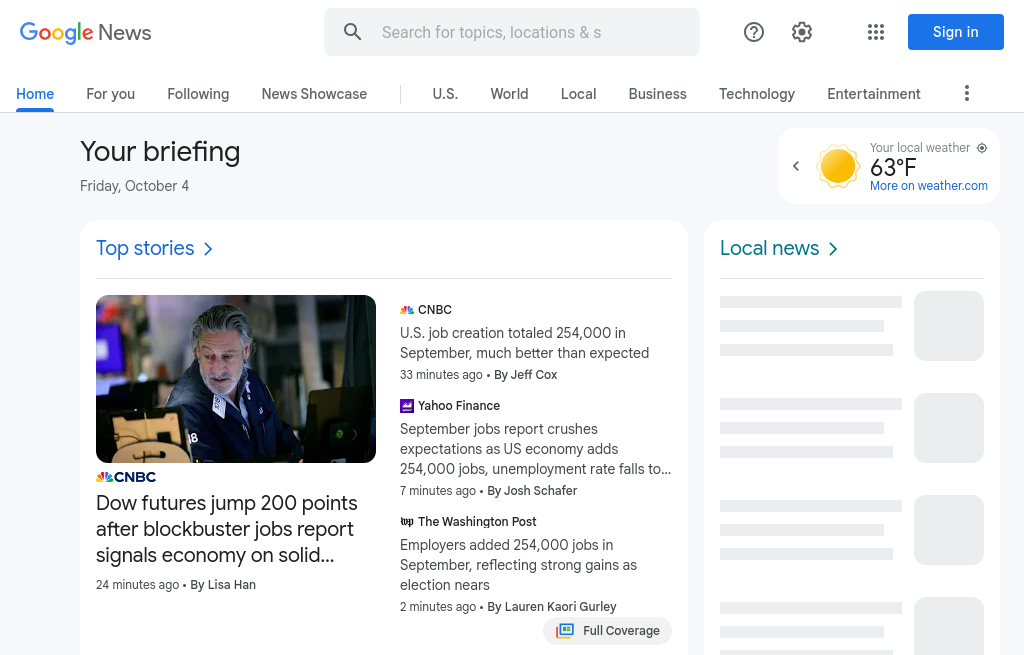 Google News
Search for topics, locations & s
Sign in
Home
For you
Following
News Showcase
U.S.
World
Local
Business
Technology
Entertainment
Your briefing
Friday, October 4
Your local weather
63°F
More on weather.com
Top stories
CNBC
Dow futures jump 200 points
after blockbuster jobs report
signals economy on solid...
24 minutes ago • By Lisa Han
CNBC
U.S. job creation totaled 254,000 in
September, much better than expected
33 minutes ago • By Jeff Cox
Yahoo Finance
September jobs report crushes
expectations as US economy adds
254,000 jobs, unemployment rate falls to...
7 minutes ago • By Josh Schafer
The Washington Post
Employers added 254,000 jobs in
September, reflecting strong gains as
election nears
2 minutes ago • By Lauren Kaori Gurley
Full Coverage
Local news